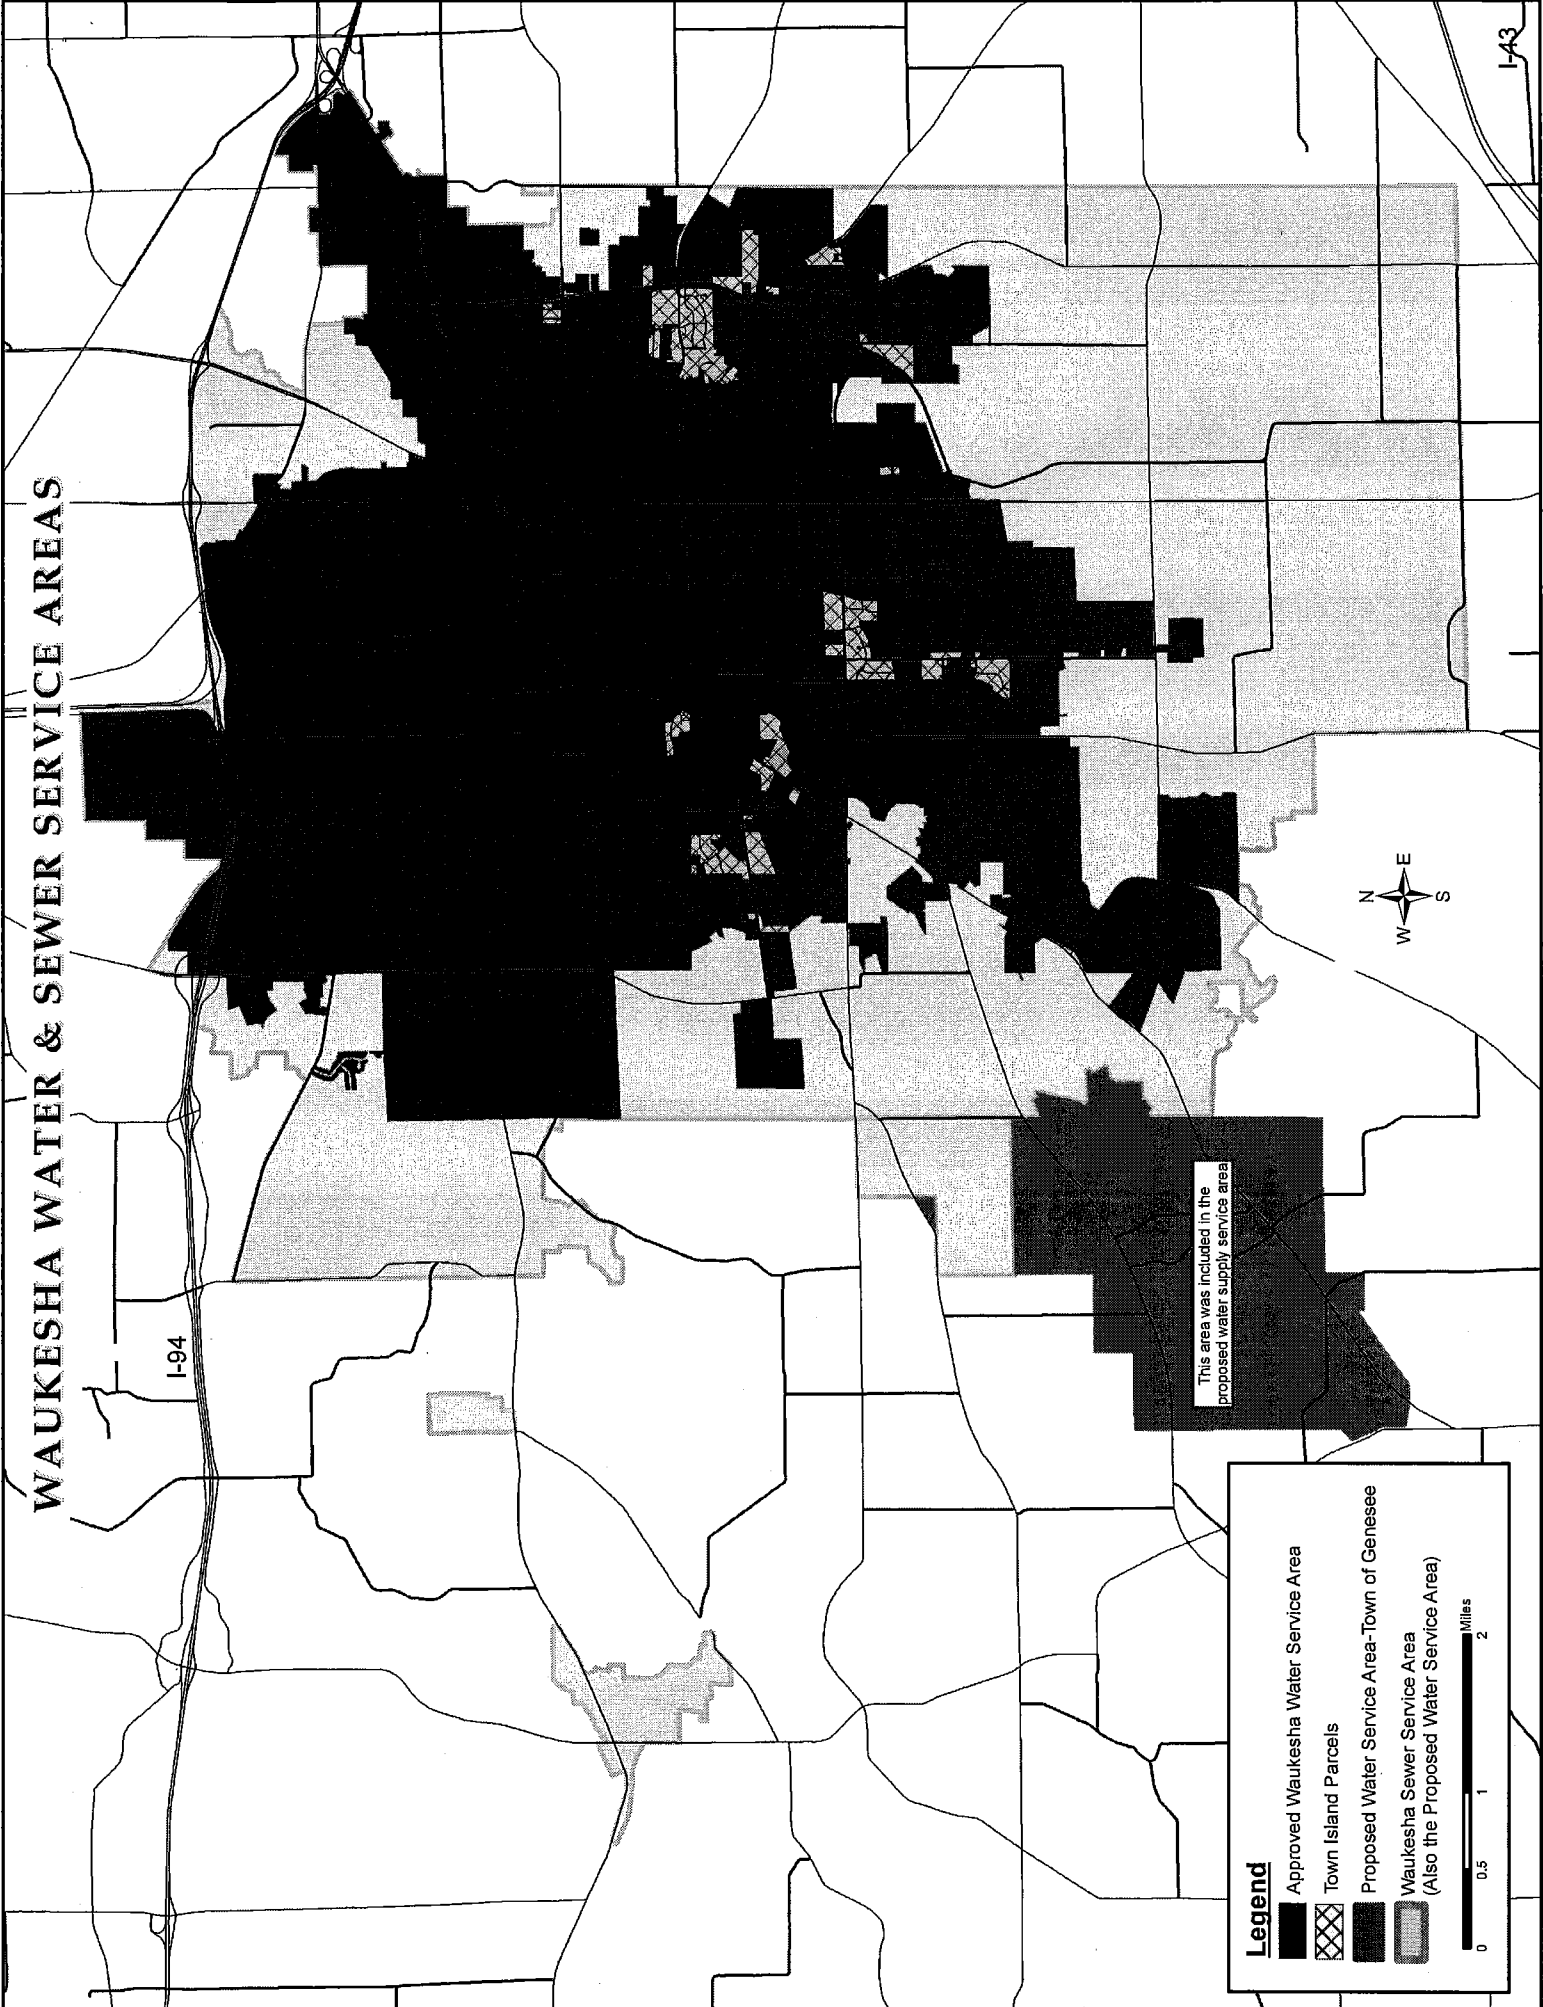 WAUKESHA WATER & SEWER SERVICE AREAS
I-94
I-43
This area was included in the
proposed water supply service area
N
W
E
S
Legend
Approved Waukesha Water Service Area
Town Island Parcels
Proposed Water Service Area-Town of Genesee
Waukesha Sewer Service Area
(Also the Proposed Water Service Area)
0 0.5 1 2 Miles